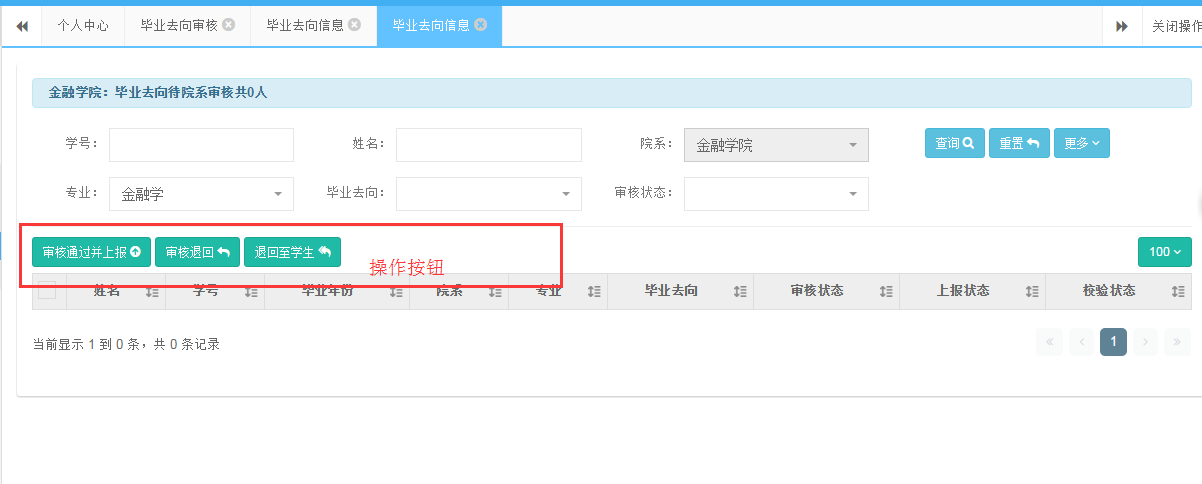 个人中心 毕业去向审核 毕业去向信息 毕业去向信息 关闭操作
金融学院：毕业去向待院系审核共0人
学号： 姓名： 院系： 金融学院 查询 重置 更多
专业： 金融学 毕业去向： 审核状态：
审核通过并上报 审核退回 退回至学生 操作按钮 100
姓名 学号 毕业年份 院系 专业 毕业去向 审核状态 上报状态 校验状态
当前显示 1 到 0 条，共 0 条记录 « ‹ 1 › »